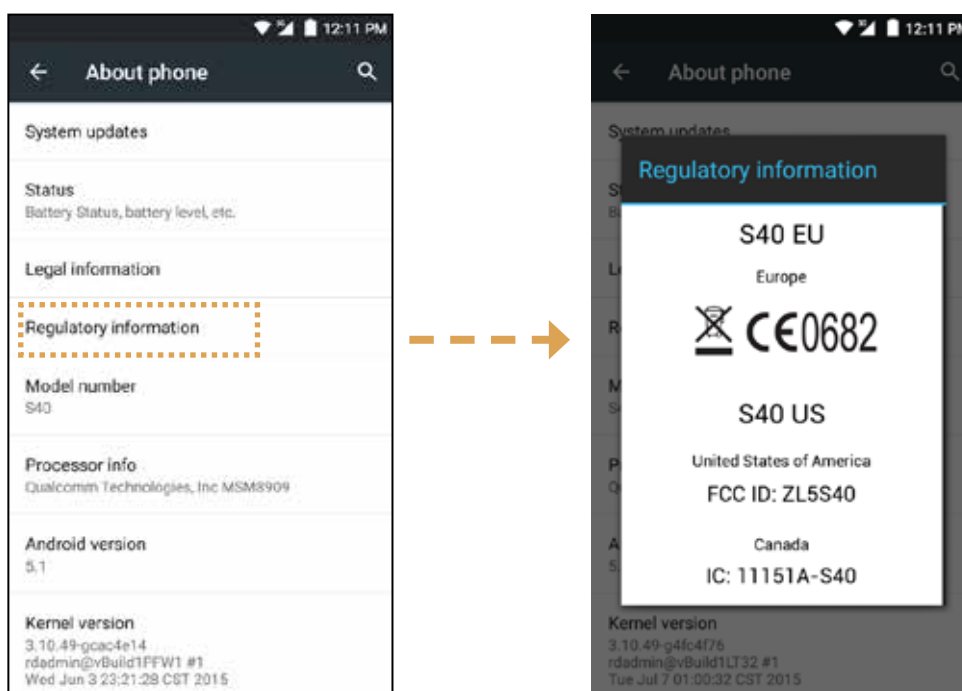 12:11 PM
About phone
System updates
Status
Battery Status, battery level, etc.
Legal information
Regulatory information
Model number
S40
Processor info
Qualcomm Technologies, Inc MSM8909
Android version
5.1
Kernel version
3.10.49-gcac4e14
rdadmin@vBuild1FFW1 #1
Wed Jun 3 23:21:28 CST 2015
12:11 PM
About phone
System updates
Regulatory information
S40 EU
Europe
CE0682
S40 US
United States of America
FCC ID: ZL5S40
Canada
IC: 11151A-S40
Kernel version
3.10.49-g4fc4f76
rdadmin@vBuild1LT32 #1
Tue Jul 7 01:00:32 CST 2015